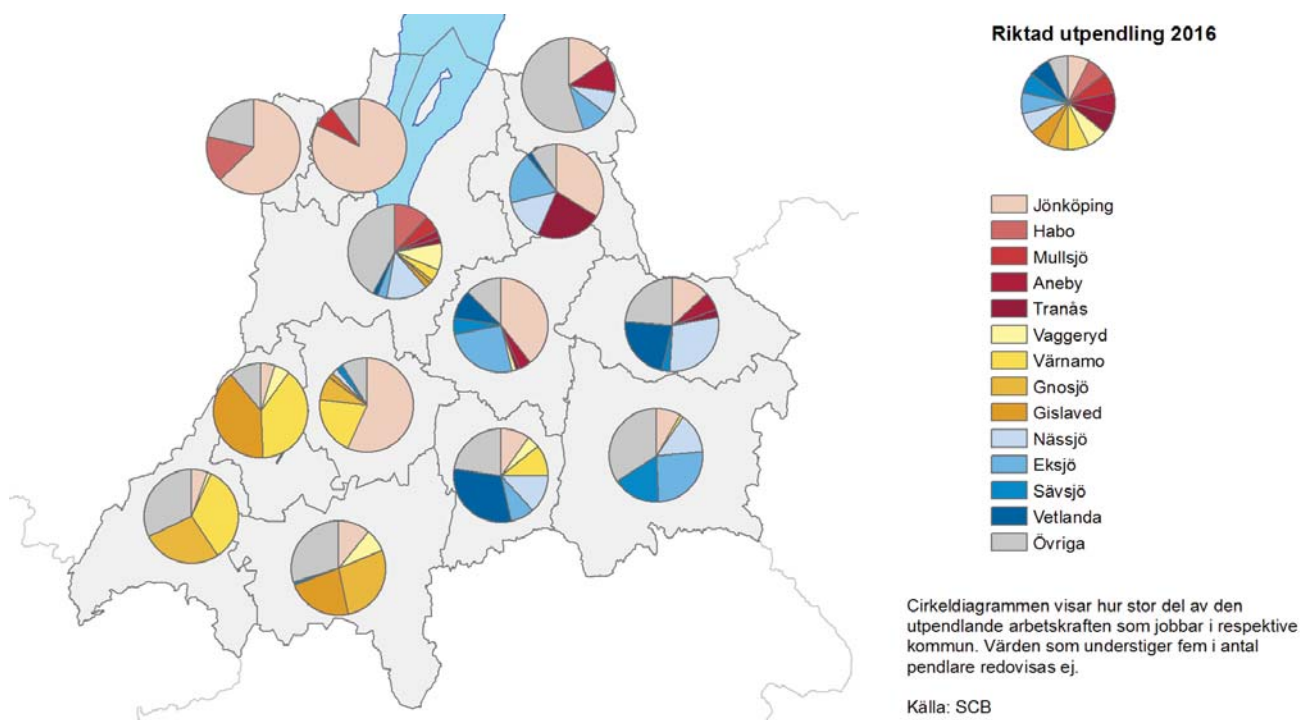 Riktad utpendling 2016
Jönköping
Habo
Mullsjö
Aneby
Tranås
Vaggeryd
Värnamo
Gnosjö
Gislaved
Nässjö
Eksjö
Sävsjö
Vetlanda
Övriga
Cirkeldiagrammen visar hur stor del av den
utpendlande arbetskraften som jobbar i respektive
kommun. Värden som understiger fem i antal
pendlare redovisas ej.
Källa: SCB